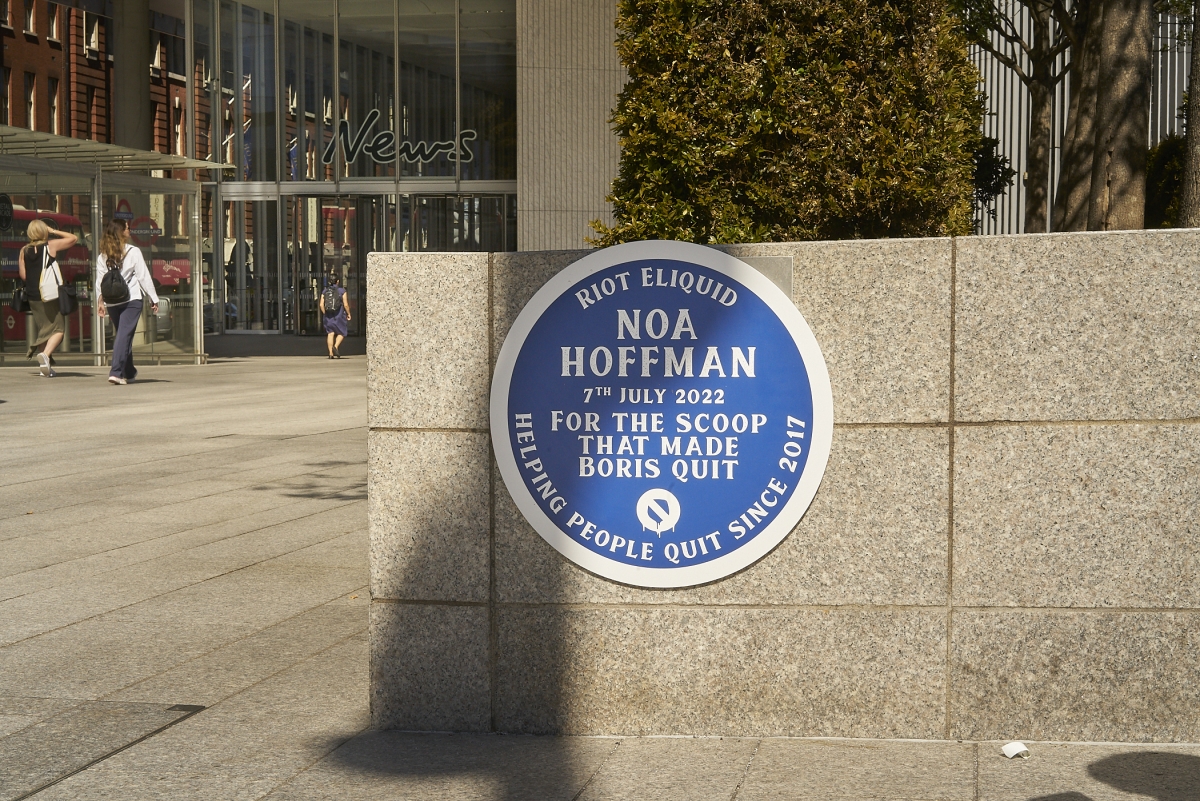 News
RIOT ELIQUID
NOA
HOFFMAN
7TH JULY 2022
FOR THE SCOOP
THAT MADE
BORIS QUIT
HELPING PEOPLE QUIT SINCE 2017